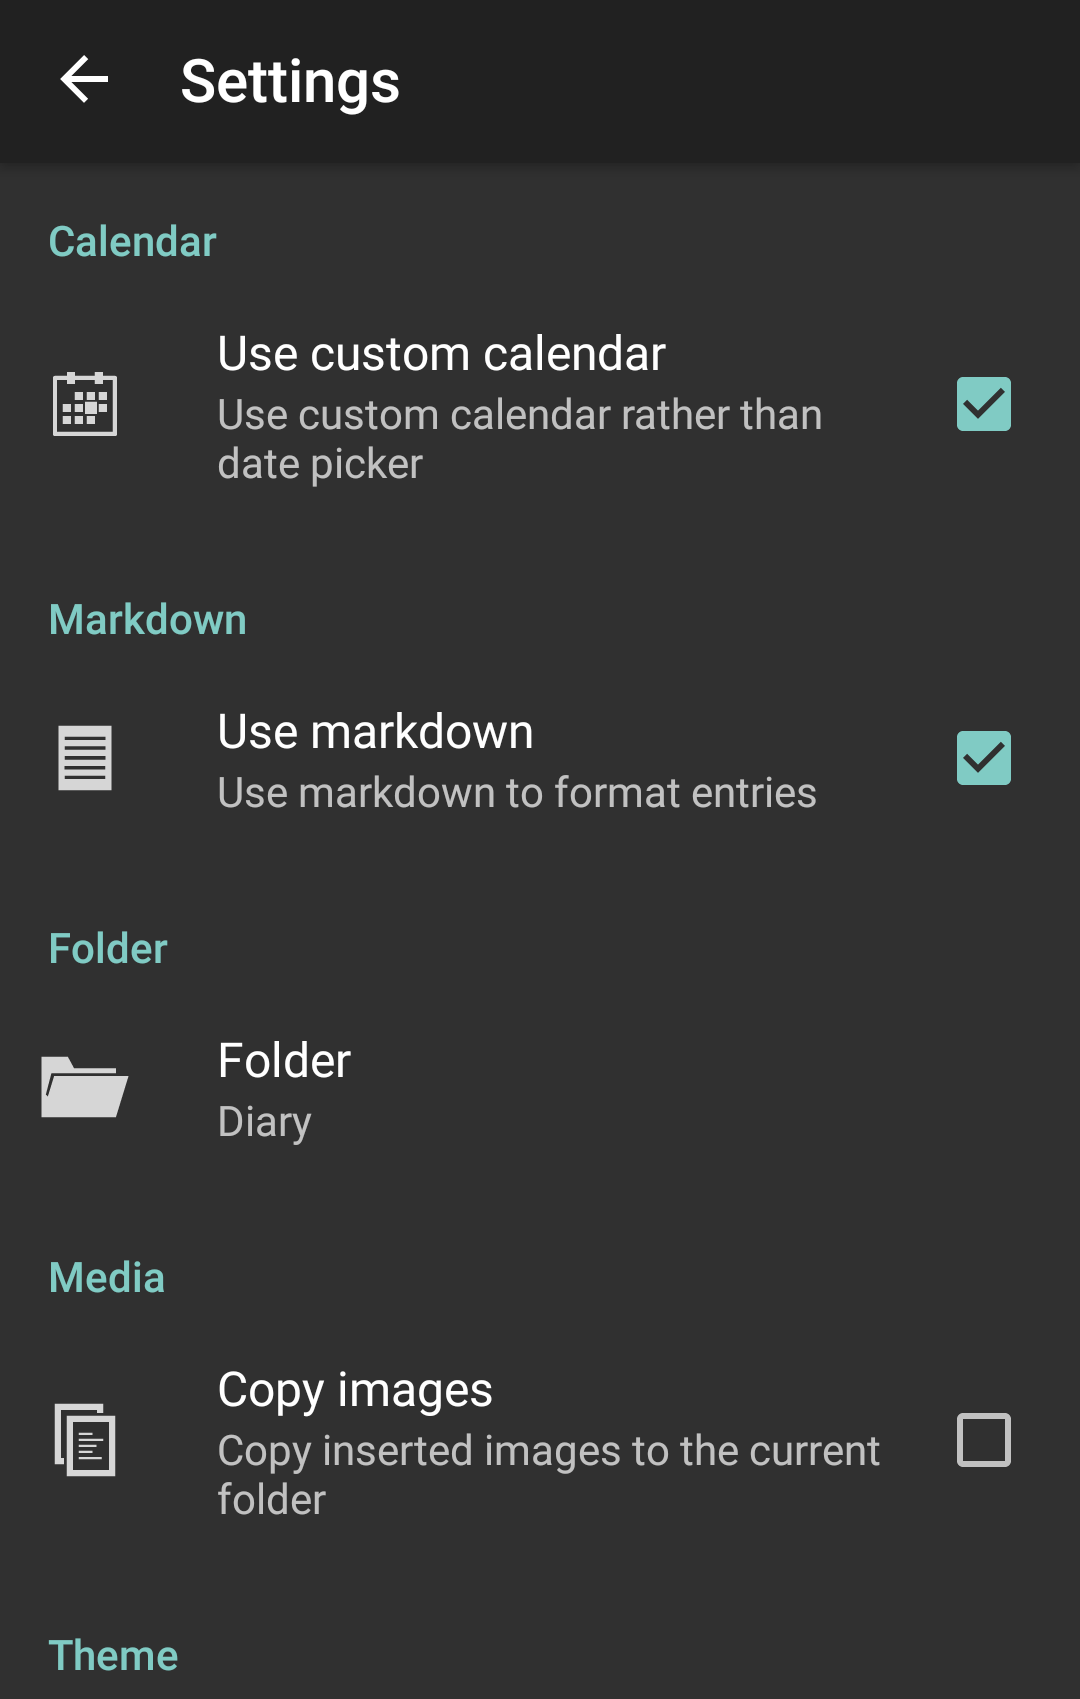 Settings
Calendar
Use custom calendar
Use custom calendar rather than
date picker
Markdown
Use markdown
Use markdown to format entries
Folder
Folder
Diary
Media
Copy images
Copy inserted images to the current
folder
Theme